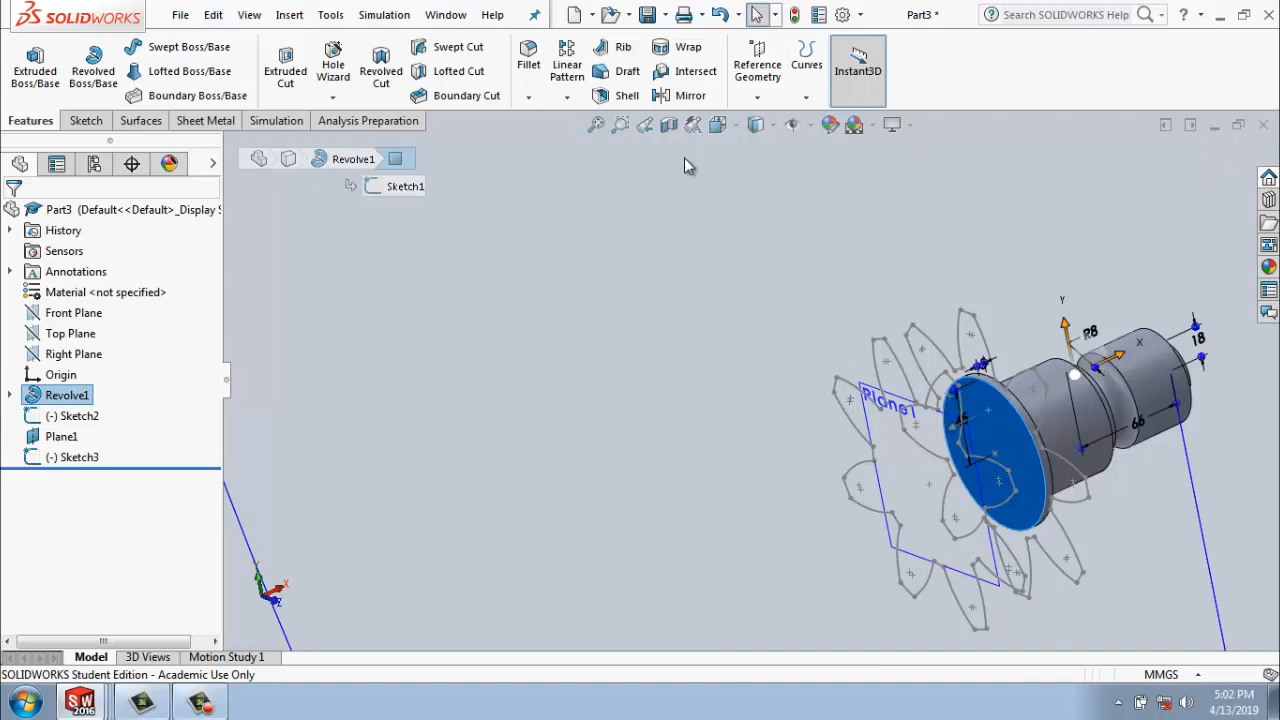 SOLIDWORKS
File Edit View Insert Tools Simulation Window Help
Part3 *
Search SOLIDWORKS Help
Extruded Boss/Base
Revolved Boss/Base
Swept Boss/Base
Lofted Boss/Base
Boundary Boss/Base
Extruded Cut
Hole Wizard
Revolved Cut
Swept Cut
Lofted Cut
Boundary Cut
Fillet
Linear Pattern
Rib
Draft
Shell
Wrap
Intersect
Mirror
Reference Geometry
Curves
Instant3D
Features Sketch Surfaces Sheet Metal Simulation Analysis Preparation
Revolve1
Sketch1
Part3 (Default<<Default>_Display S
History
Sensors
Annotations
Material <not specified>
Front Plane
Top Plane
Right Plane
Origin
Revolve1
(-) Sketch2
Plane1
(-) Sketch3
Y
R8
X
18
Plane1
66
Y
X
Z
Model 3D Views Motion Study 1
SOLIDWORKS Student Edition - Academic Use Only
MMGS
SW
2016
5:02 PM
4/13/2019